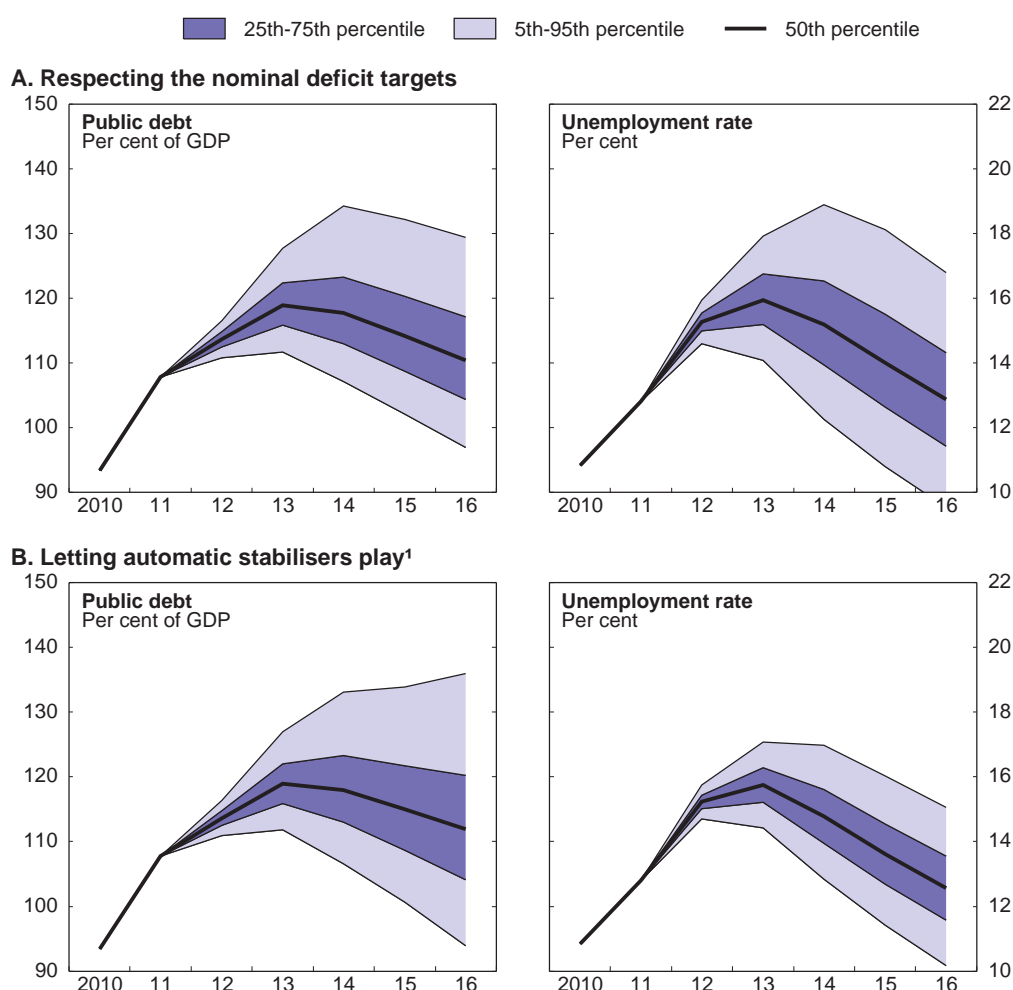 25th-75th percentile 5th-95th percentile 50th percentile
A. Respecting the nominal deficit targets
150
140
130
120
110
100
90
Public debt
Per cent of GDP
2010 11 12 13 14 15 16
Unemployment rate
Per cent
22
20
18
16
14
12
10
2010 11 12 13 14 15 16
B. Letting automatic stabilisers play¹
150
140
130
120
110
100
90
Public debt
Per cent of GDP
2010 11 12 13 14 15 16
Unemployment rate
Per cent
22
20
18
16
14
12
10
2010 11 12 13 14 15 16